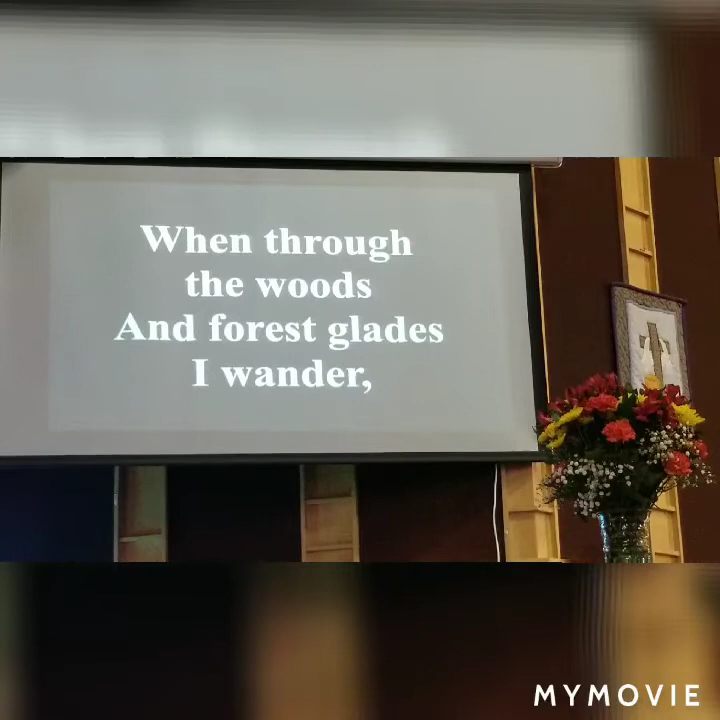 When through
the woods
And forest glades
I wander,
MYMOVIE